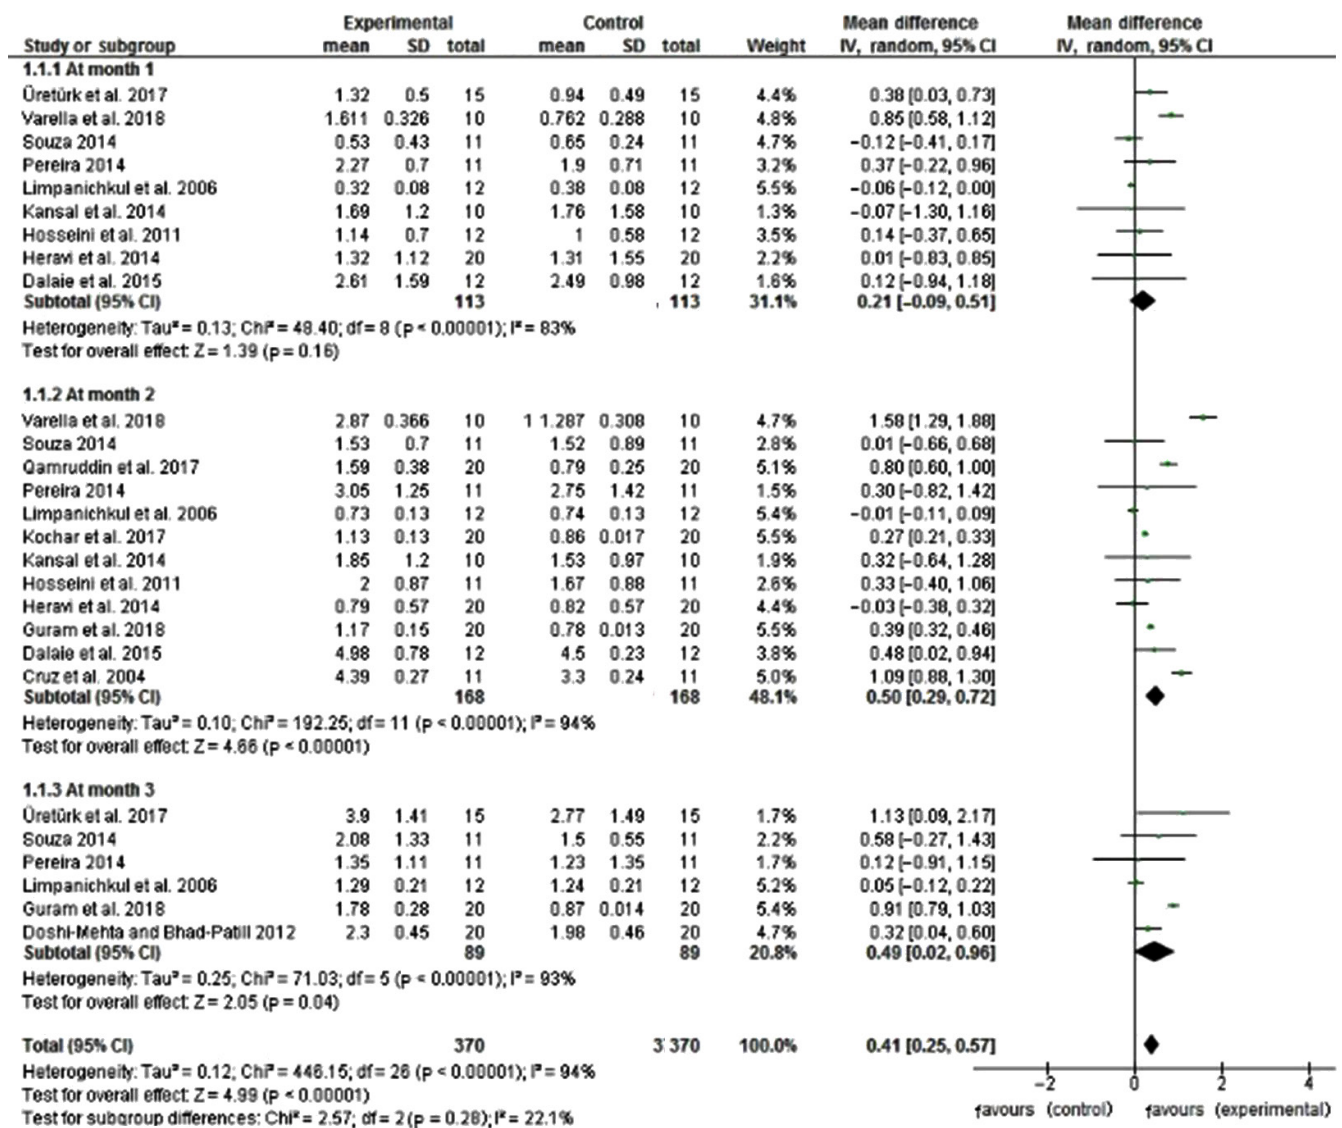 Experimental Control Mean difference Mean difference
Study or subgroup mean SD total mean SD total Weight IV, random, 95% CI IV, random, 95% CI
1.1.1 At month 1
Üretürk et al. 2017 1.32 0.5 15 0.94 0.49 15 4.4% 0.38 [0.03, 0.73]
Varella et al. 2018 1.611 0.326 10 0.762 0.288 10 4.8% 0.85 [0.58, 1.12]
Souza 2014 0.53 0.43 11 0.65 0.24 11 4.7% −0.12 [−0.41, 0.17]
Pereira 2014 2.27 0.7 11 1.9 0.71 11 3.2% 0.37 [−0.22, 0.96]
Limpanichkul et al. 2006 0.32 0.08 12 0.38 0.08 12 5.5% −0.06 [−0.12, 0.00]
Kansal et al. 2014 1.69 1.2 10 1.76 1.58 10 1.3% −0.07 [−1.30, 1.16]
Hosseini et al. 2011 1.14 0.7 12 1 0.58 12 3.5% 0.14 [−0.37, 0.65]
Heravi et al. 2014 1.32 1.12 20 1.31 1.55 20 2.2% 0.01 [−0.83, 0.85]
Dalaie et al. 2015 2.61 1.59 12 2.49 0.98 12 1.6% 0.12 [−0.94, 1.18]
Subtotal (95% CI) 113 113 31.1% 0.21 [−0.09, 0.51]
Heterogeneity: Tau² = 0.13; Chi² = 48.40; df = 8 (p < 0.00001); I² = 83%
Test for overall effect: Z = 1.39 (p = 0.16)
1.1.2 At month 2
Varella et al. 2018 2.87 0.366 10 1 1.287 0.308 10 4.7% 1.58 [1.29, 1.88]
Souza 2014 1.53 0.7 11 1.52 0.89 11 2.8% 0.01 [−0.66, 0.68]
Qamruddin et al. 2017 1.59 0.38 20 0.79 0.25 20 5.1% 0.80 [0.60, 1.00]
Pereira 2014 3.05 1.25 11 2.75 1.42 11 1.5% 0.30 [−0.82, 1.42]
Limpanichkul et al. 2006 0.73 0.13 12 0.74 0.13 12 5.4% −0.01 [−0.11, 0.09]
Kochar et al. 2017 1.13 0.13 20 0.86 0.017 20 5.5% 0.27 [0.21, 0.33]
Kansal et al. 2014 1.85 1.2 10 1.53 0.97 10 1.9% 0.32 [−0.64, 1.28]
Hosseini et al. 2011 2 0.87 11 1.67 0.88 11 2.6% 0.33 [−0.40, 1.06]
Heravi et al. 2014 0.79 0.57 20 0.82 0.57 20 4.4% −0.03 [−0.38, 0.32]
Guram et al. 2018 1.17 0.15 20 0.78 0.013 20 5.5% 0.39 [0.32, 0.46]
Dalaie et al. 2015 4.98 0.78 12 4.5 0.23 12 3.8% 0.48 [0.02, 0.94]
Cruz et al. 2004 4.39 0.27 11 3.3 0.24 11 5.0% 1.09 [0.88, 1.30]
Subtotal (95% CI) 168 168 48.1% 0.50 [0.29, 0.72]
Heterogeneity: Tau² = 0.10; Chi² = 192.25; df = 11 (p < 0.00001); I² = 94%
Test for overall effect: Z = 4.66 (p < 0.00001)
1.1.3 At month 3
Üretürk et al. 2017 3.9 1.41 15 2.77 1.49 15 1.7% 1.13 [0.09, 2.17]
Souza 2014 2.08 1.33 11 1.5 0.55 11 2.2% 0.58 [−0.27, 1.43]
Pereira 2014 1.35 1.11 11 1.23 1.35 11 1.7% 0.12 [−0.91, 1.15]
Limpanichkul et al. 2006 1.29 0.21 12 1.24 0.21 12 5.2% 0.05 [−0.12, 0.22]
Guram et al. 2018 1.78 0.28 20 0.87 0.014 20 5.4% 0.91 [0.79, 1.03]
Doshi-Mehta and Bhad-Patill 2012 2.3 0.45 20 1.98 0.46 20 4.7% 0.32 [0.04, 0.60]
Subtotal (95% CI) 89 89 20.8% 0.49 [0.02, 0.96]
Heterogeneity: Tau² = 0.25; Chi² = 71.03; df = 5 (p < 0.00001); I² = 93%
Test for overall effect: Z = 2.05 (p = 0.04)
Total (95% CI) 370 3 370 100.0% 0.41 [0.25, 0.57]
Heterogeneity: Tau² = 0.12; Chi² = 446.15; df = 26 (p < 0.00001); I² = 94%
Test for overall effect: Z = 4.99 (p < 0.00001)
Test for subgroup differences: Chi² = 2.57; df = 2 (p = 0.28); I² = 22.1%
−2 0 2 4
favours (control) favours (experimental)